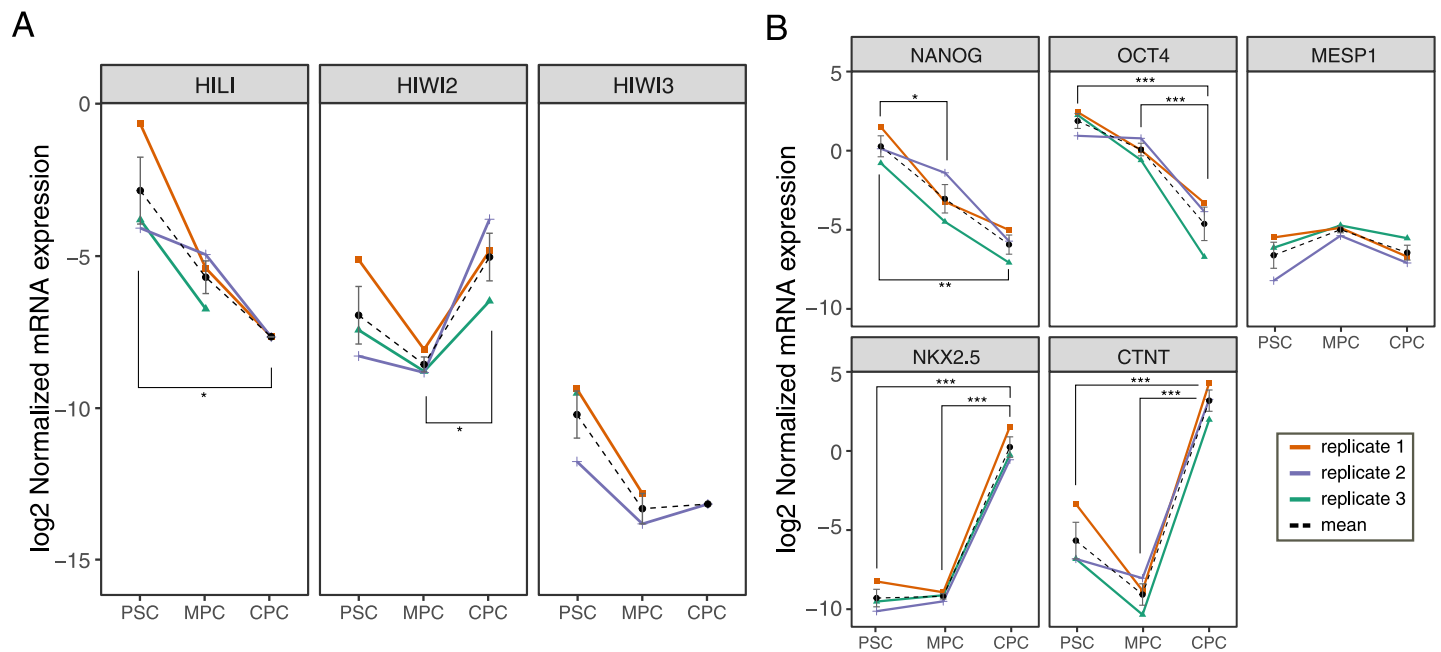 A
HILI HIWI2 HIWI3
log2 Normalized mRNA expression
0
−5
−10
−15
*
*
PSC MPC CPC PSC MPC CPC PSC MPC CPC
B
NANOG OCT4 MESP1
log2 Normalized mRNA expression
5
0
−5
−10
*
**
***
***
PSC MPC CPC
NKX2.5 CTNT
5
0
−5
−10
***
***
***
***
PSC MPC CPC PSC MPC CPC
replicate 1
replicate 2
replicate 3
mean